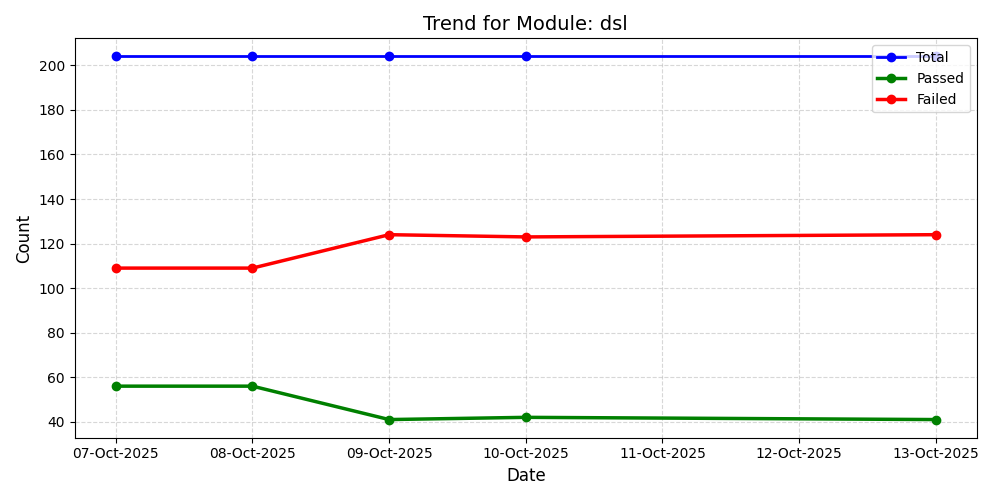 Trend for Module: dsl
Total
Passed
Failed
Count
200
180
160
140
120
100
80
60
40
07-Oct-2025 08-Oct-2025 09-Oct-2025 10-Oct-2025 11-Oct-2025 12-Oct-2025 13-Oct-2025
Date